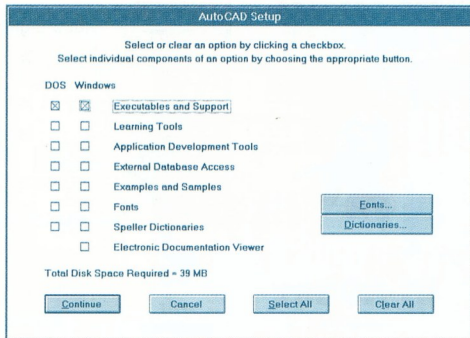 AutoCAD Setup
Select or clear an option by clicking a checkbox.
Select individual components of an option by choosing the appropriate button.
DOS Windows
Executables and Support
Learning Tools
Application Development Tools
External Database Access
Examples and Samples
Fonts
Fonts...
Speller Dictionaries
Dictionaries...
Electronic Documentation Viewer
Total Disk Space Required = 39 MB
Continue Cancel Select All Clear All